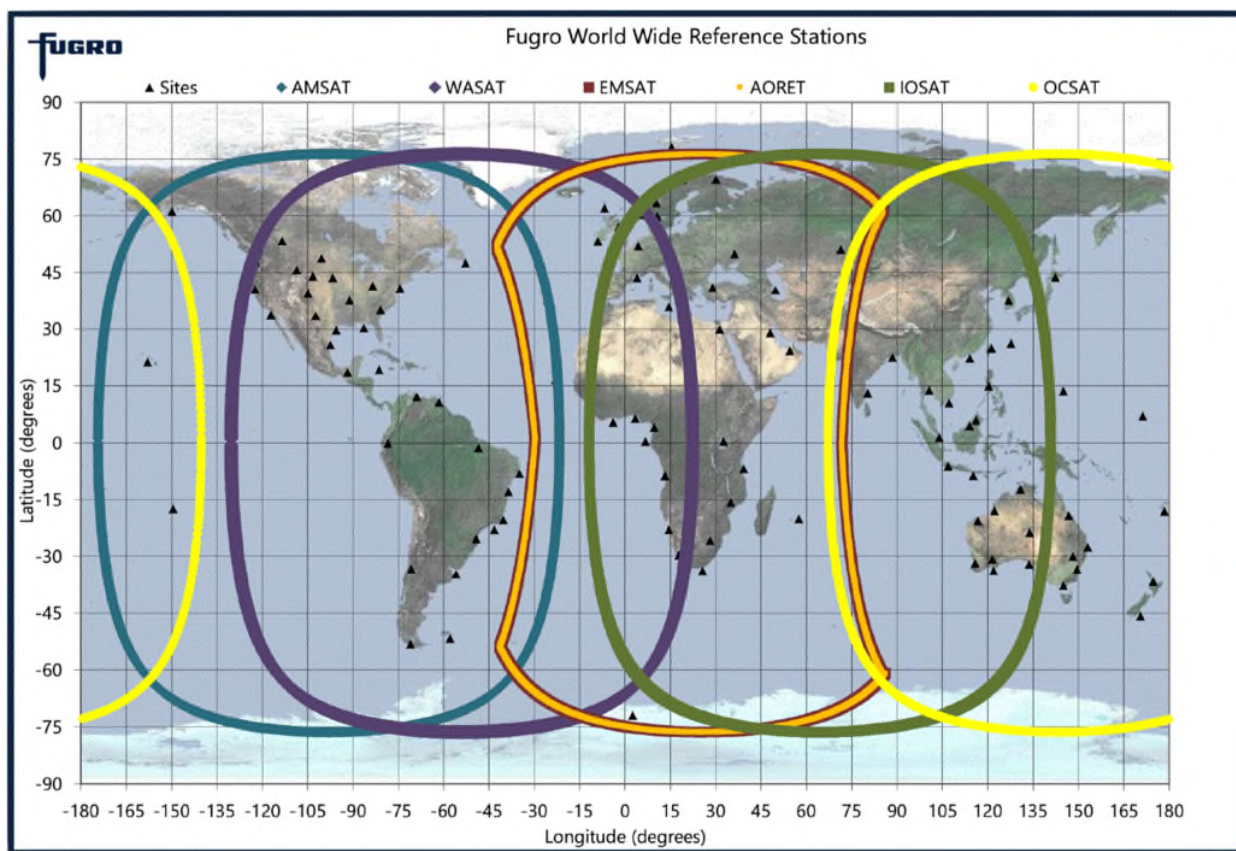 FUGRO
Fugro World Wide Reference Stations
Sites AMSAT WASAT EMSAT AORET IOSAT OCSAT
90
75
60
45
30
15
0
-15
-30
-45
-60
-75
-90
Latitude (degrees)
-180 -165 -150 -135 -120 -105 -90 -75 -60 -45 -30 -15 0 15 30 45 60 75 90 105 120 135 150 165 180
Longitude (degrees)